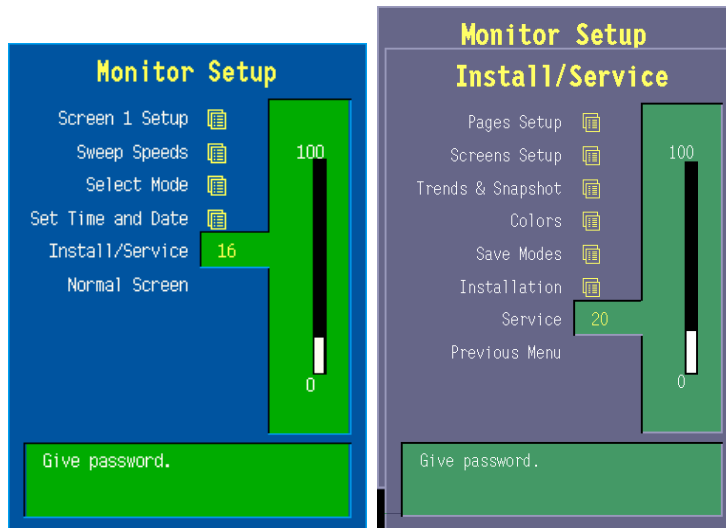 Monitor Setup
Screen 1 Setup
Sweep Speeds
100
Select Mode
Set Time and Date
Install/Service 16
Normal Screen
0
Give password.
Monitor Setup
Install/Service
Pages Setup
Screens Setup
100
Trends & Snapshot
Colors
Save Modes
Installation
Service 20
Previous Menu
0
Give password.